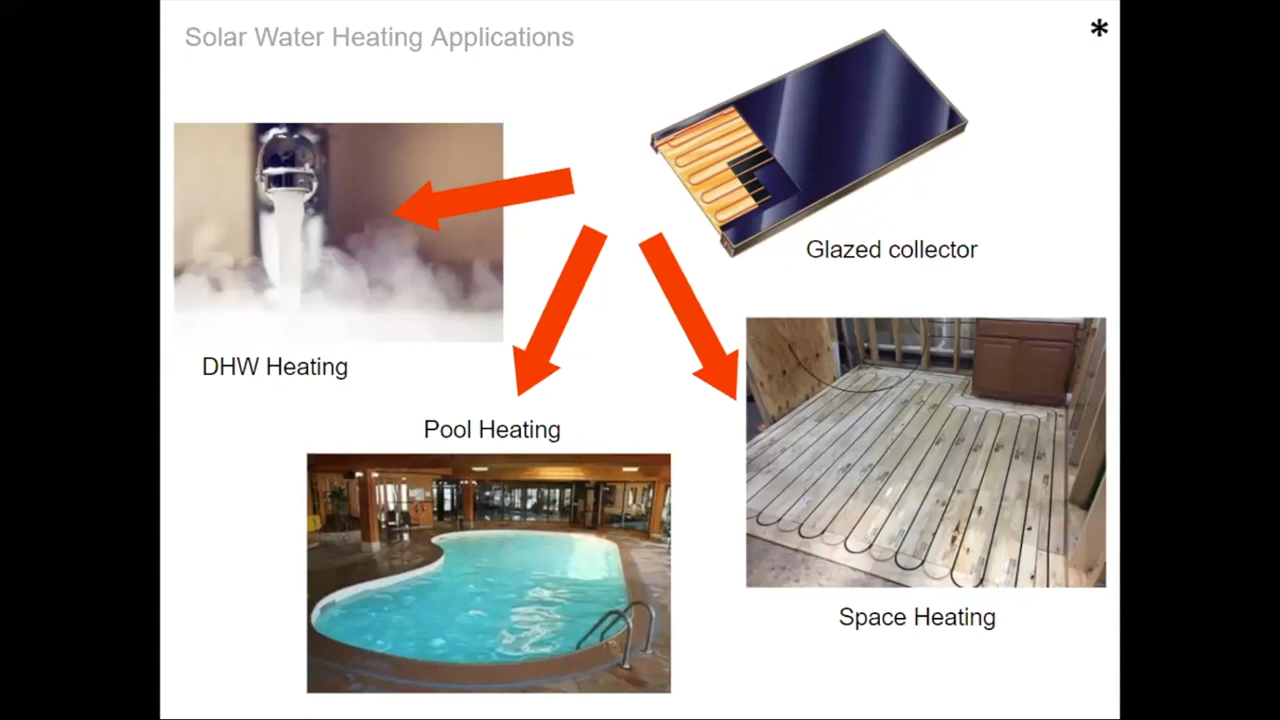 Solar Water Heating Applications
*
Glazed collector
DHW Heating
Pool Heating
Space Heating